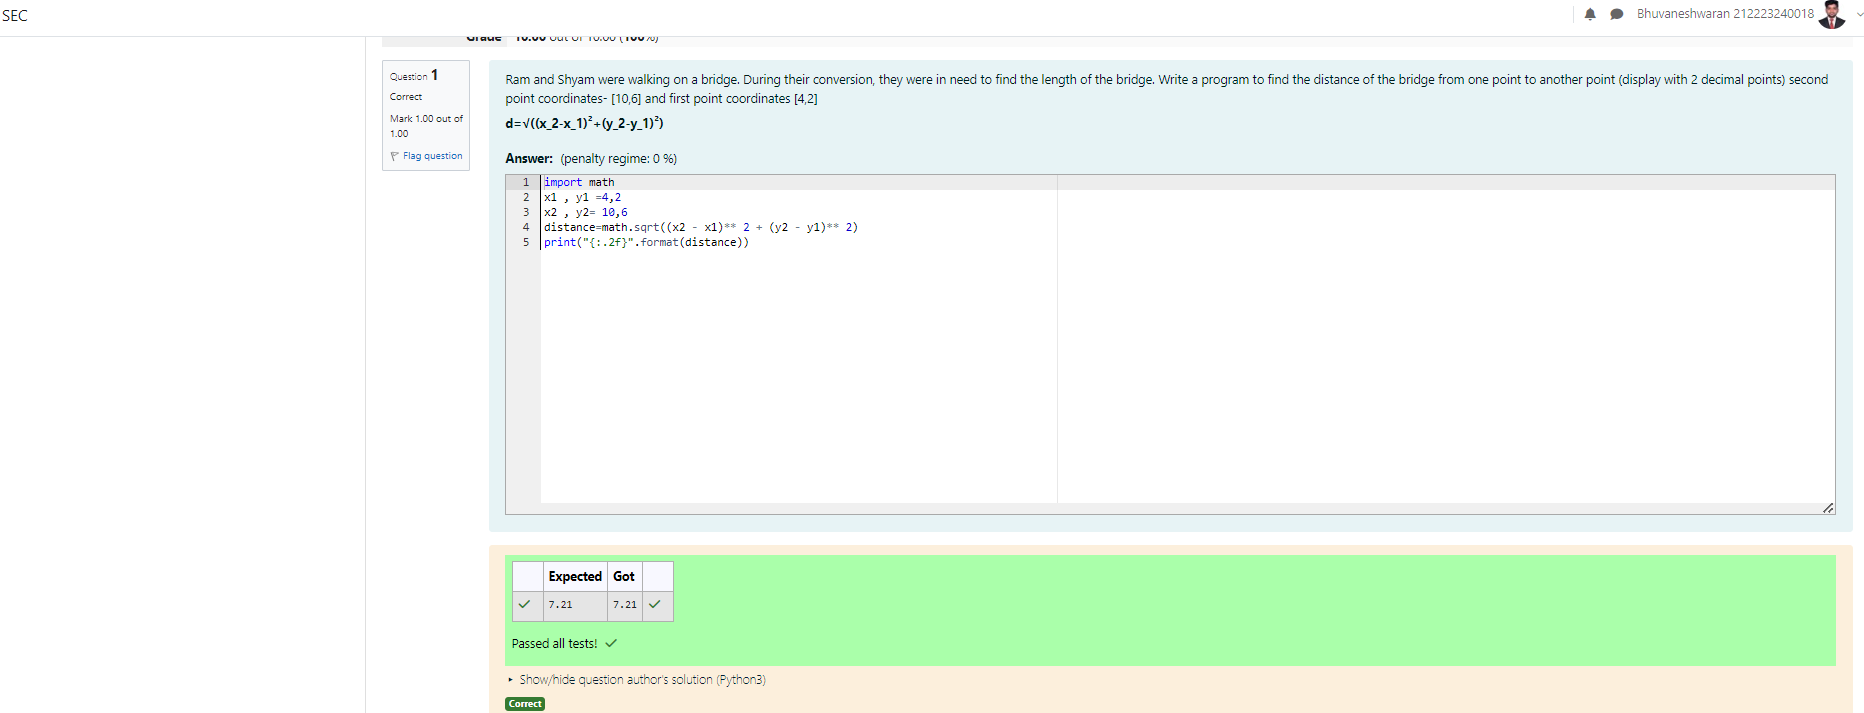 SEC
Bhuvaneshwaran 212223240018
Grade 10.00 out of 10.00 (100%)
Question 1
Correct
Mark 1.00 out of
1.00
Flag question
Ram and Shyam were walking on a bridge. During their conversion, they were in need to find the length of the bridge. Write a program to find the distance of the bridge from one point to another point (display with 2 decimal points) second
point coordinates- [10,6] and first point coordinates [4,2]
d=√((x_2-x_1)²+(y_2-y_1)²)
Answer: (penalty regime: 0 %)
1 import math
2 x1 , y1 =4,2
3 x2 , y2= 10,6
4 distance=math.sqrt((x2 - x1)** 2 + (y2 - y1)** 2)
5 print("{:.2f}".format(distance))
Expected Got
7.21 7.21
Passed all tests!
Show/hide question author's solution (Python3)
Correct